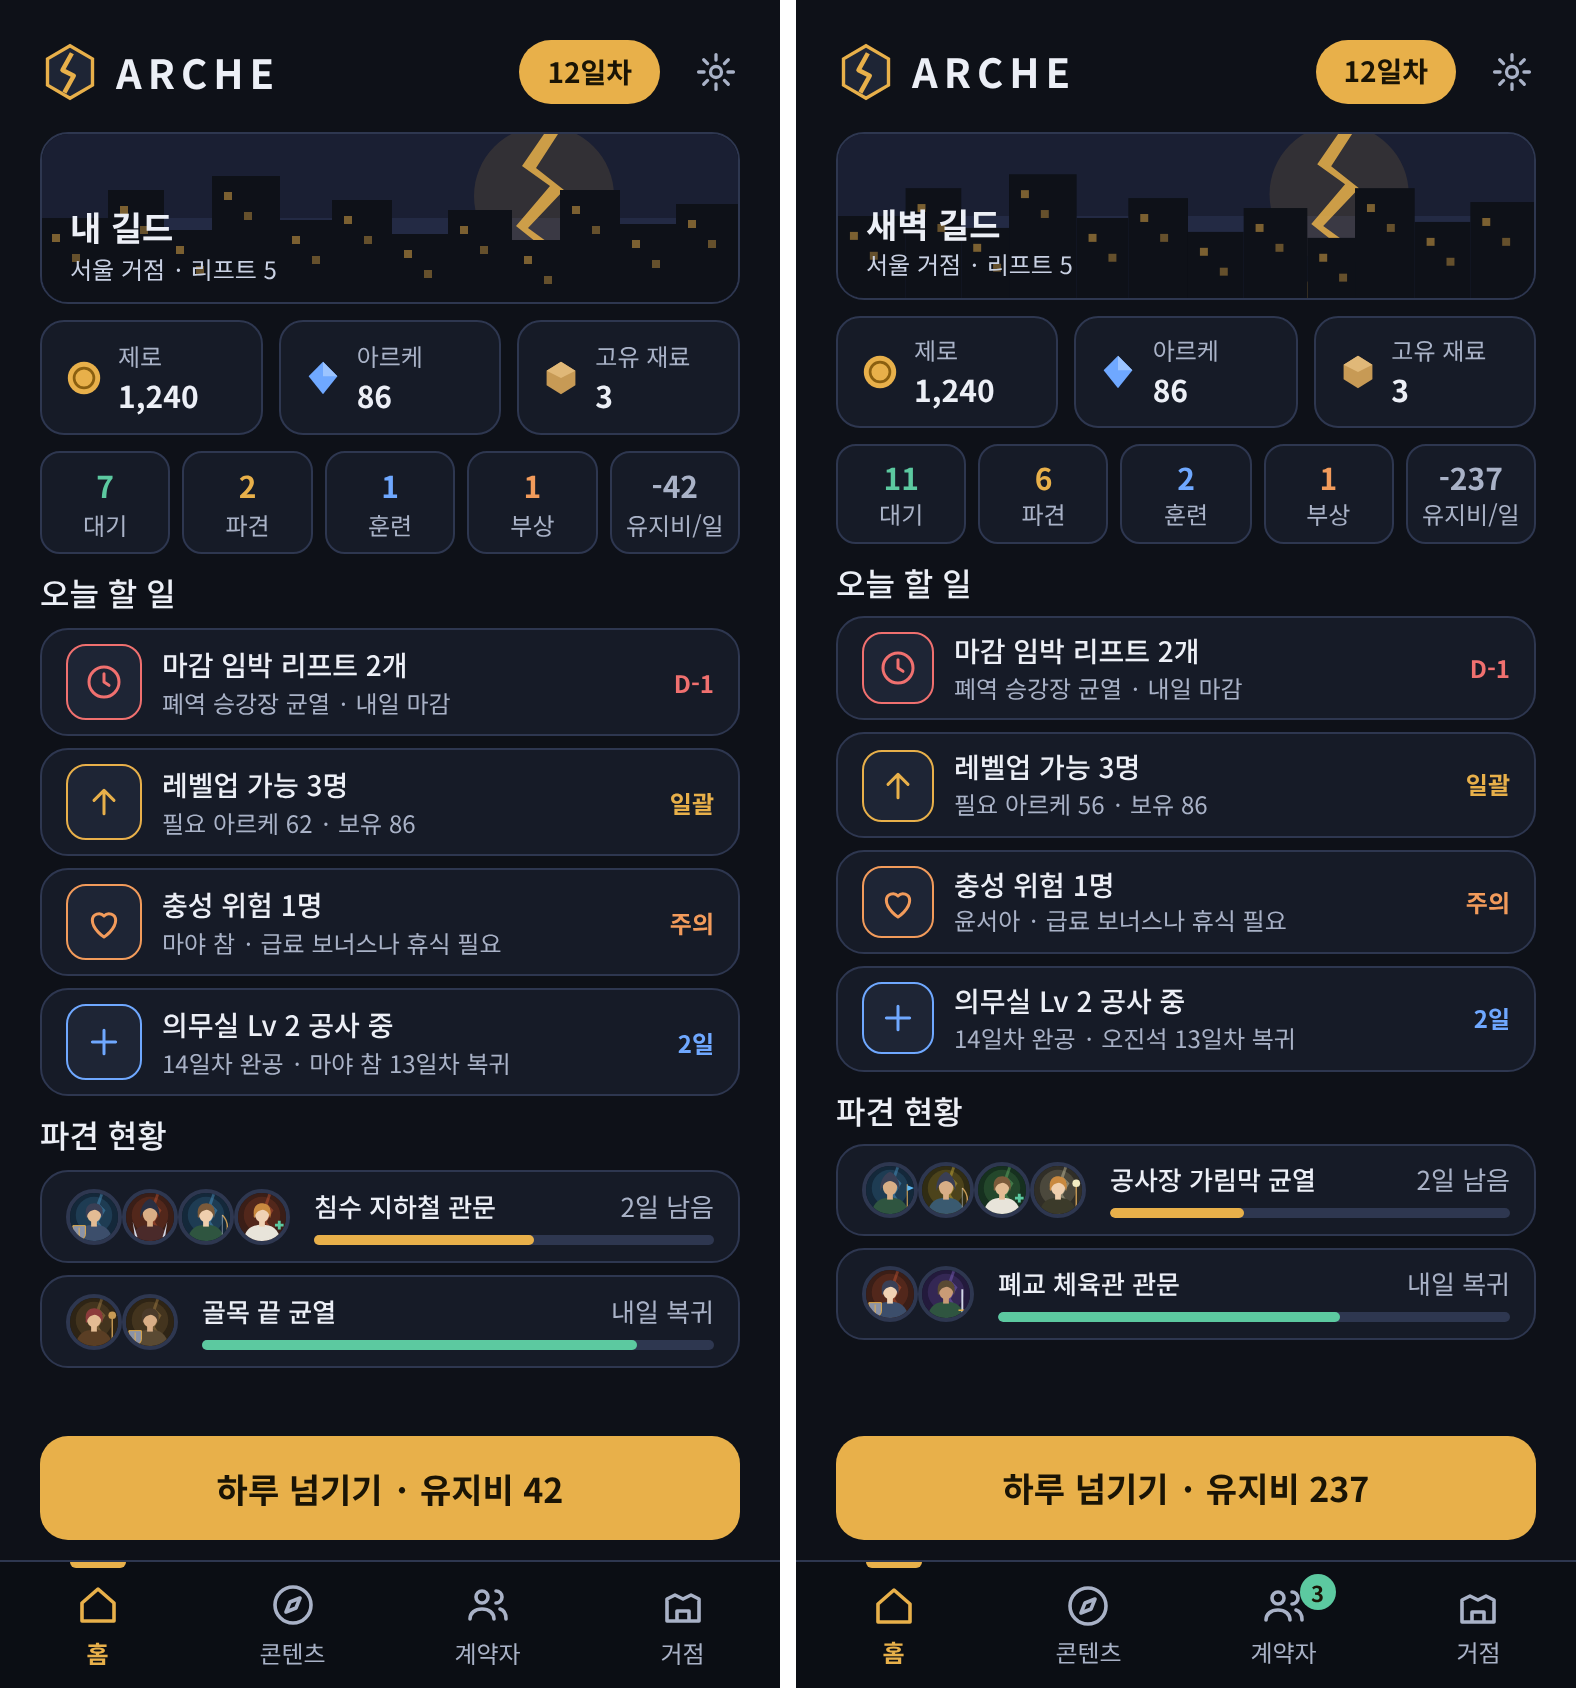 ARCHE
12일차
내 길드
서울 거점 · 리프트 5
제로
1,240
아르케
86
고유 재료
3
7
대기
2
파견
1
훈련
1
부상
-42
유지비/일
오늘 할 일
마감 임박 리프트 2개
폐역 승강장 균열 · 내일 마감
D-1
레벨업 가능 3명
필요 아르케 62 · 보유 86
일괄
충성 위험 1명
마야 참 · 급료 보너스나 휴식 필요
주의
의무실 Lv 2 공사 중
14일차 완공 · 마야 참 13일차 복귀
2일
파견 현황
침수 지하철 관문
2일 남음
골목 끝 균열
내일 복귀
하루 넘기기 · 유지비 42
홈
콘텐츠
계약자
거점
ARCHE
12일차
새벽 길드
서울 거점 · 리프트 5
제로
1,240
아르케
86
고유 재료
3
11
대기
6
파견
2
훈련
1
부상
-237
유지비/일
오늘 할 일
마감 임박 리프트 2개
폐역 승강장 균열 · 내일 마감
D-1
레벨업 가능 3명
필요 아르케 56 · 보유 86
일괄
충성 위험 1명
윤서아 · 급료 보너스나 휴식 필요
주의
의무실 Lv 2 공사 중
14일차 완공 · 오진석 13일차 복귀
2일
파견 현황
공사장 가림막 균열
2일 남음
폐교 체육관 관문
내일 복귀
하루 넘기기 · 유지비 237
홈
콘텐츠
3
계약자
거점